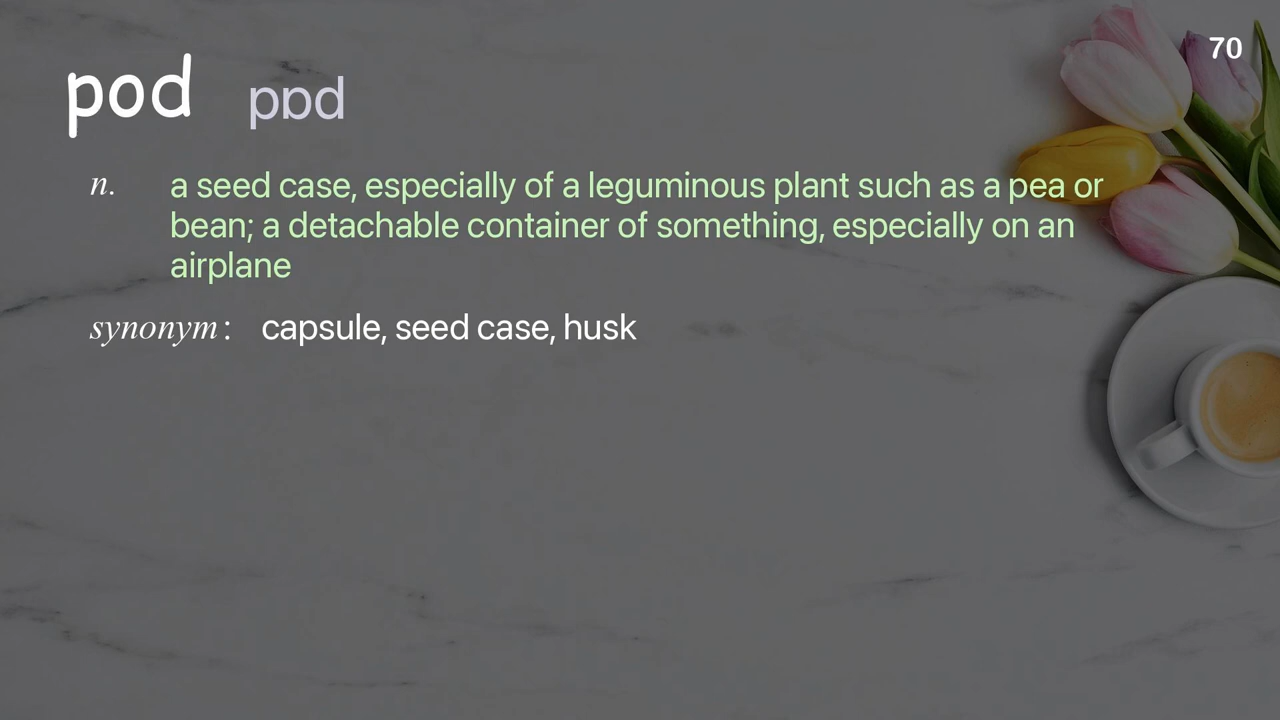 70
pod pɒd
n. a seed case, especially of a leguminous plant such as a pea or
bean; a detachable container of something, especially on an
airplane
synonym: capsule, seed case, husk